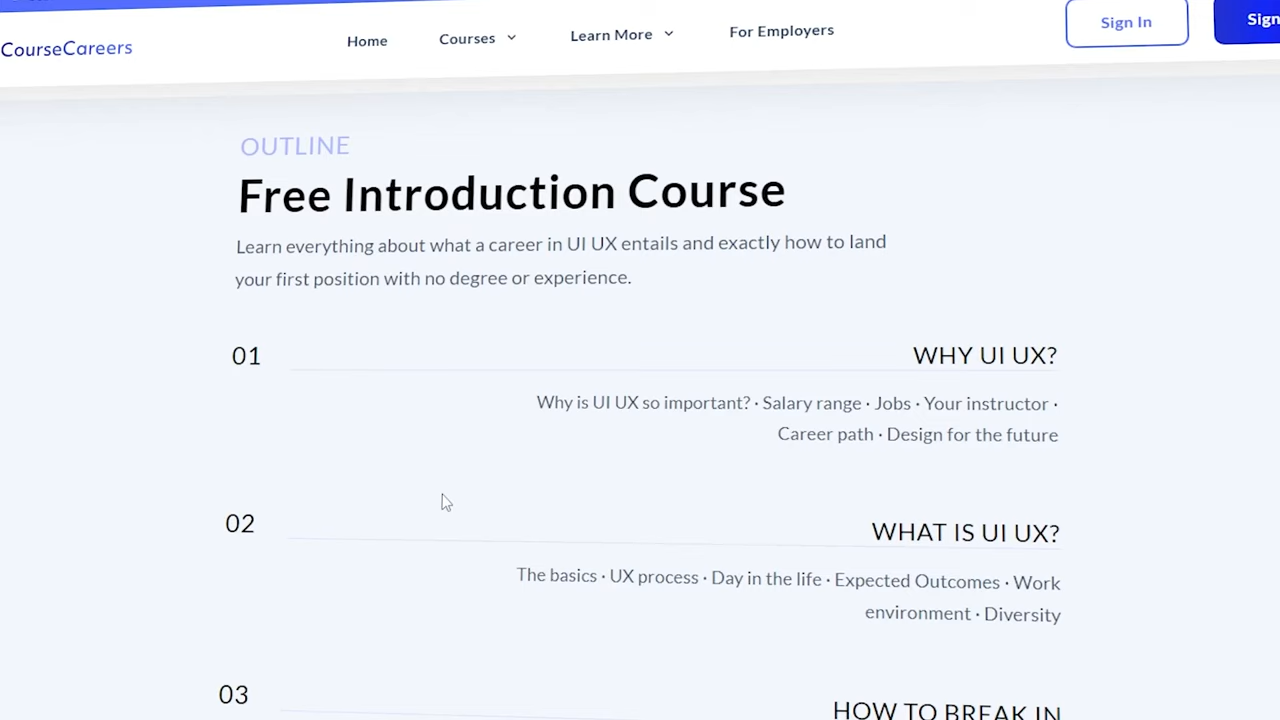 CourseCareers
Home
Courses
Learn More
For Employers
Sign In
Sign
OUTLINE
Free Introduction Course
Learn everything about what a career in UI UX entails and exactly how to land
your first position with no degree or experience.
01
WHY UI UX?
Why is UI UX so important? · Salary range · Jobs · Your instructor ·
Career path · Design for the future
02
WHAT IS UI UX?
The basics · UX process · Day in the life · Expected Outcomes · Work
environment · Diversity
03
HOW TO BREAK IN